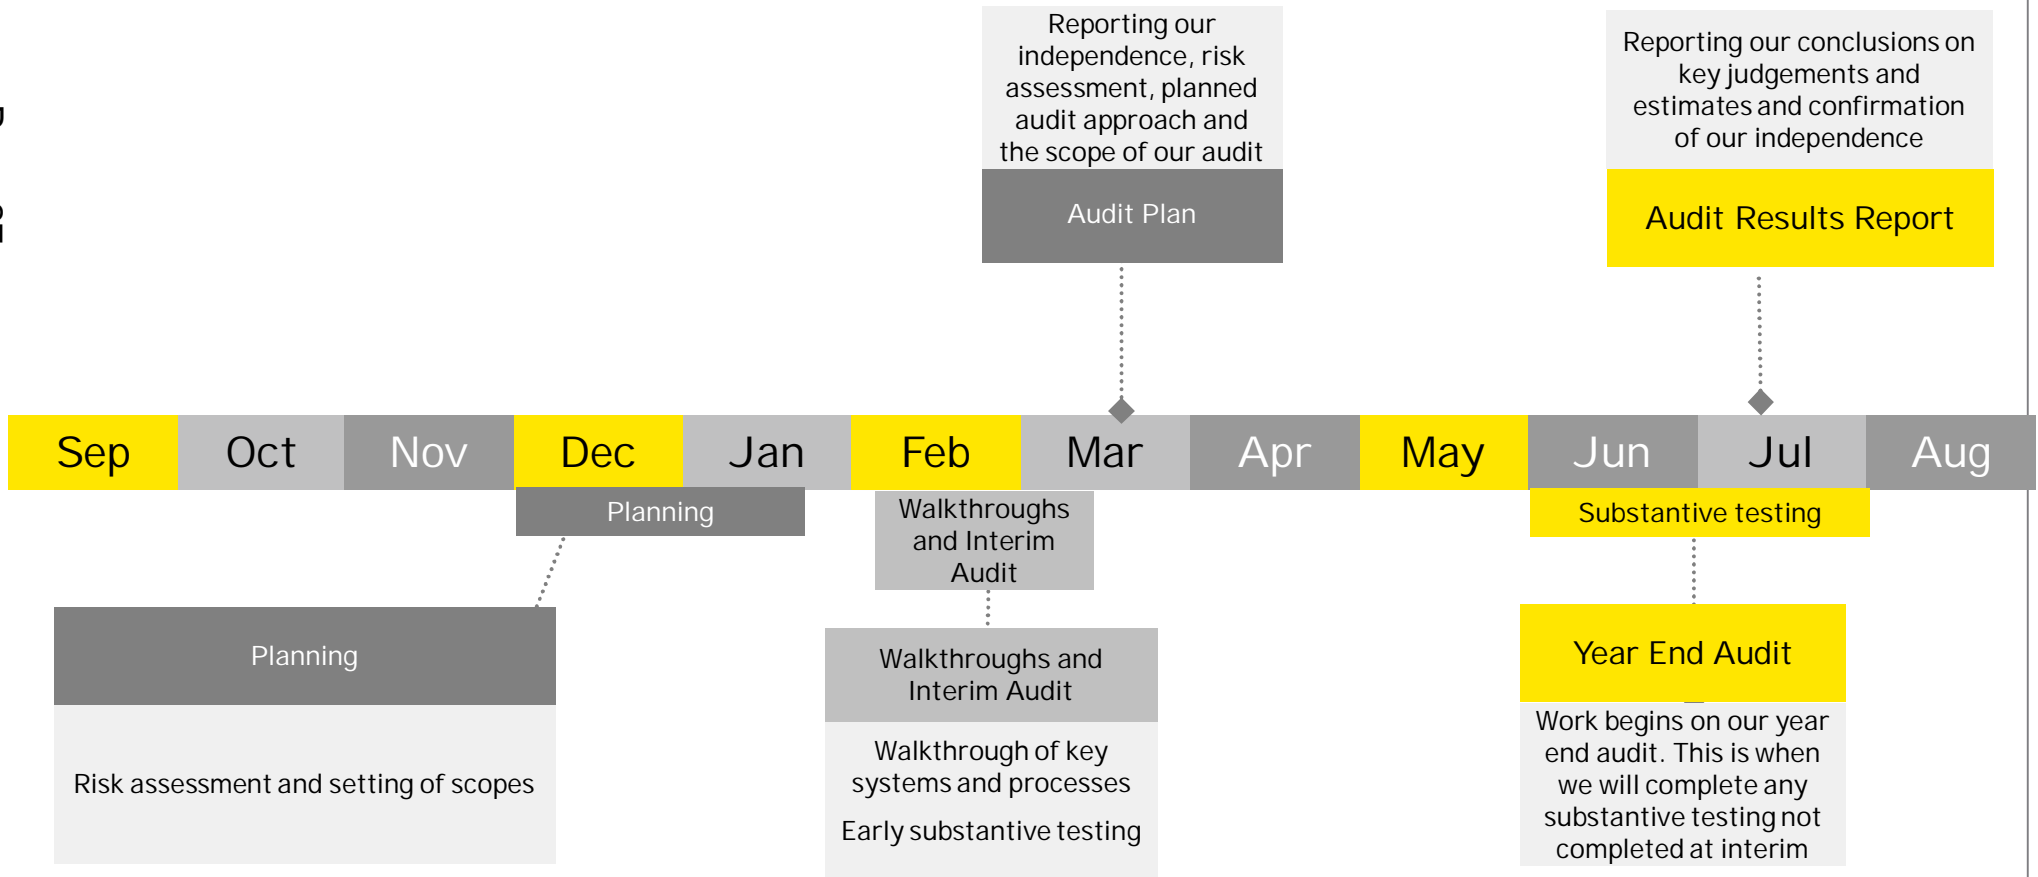 Reporting our
independence, risk
assessment, planned
audit approach and
the scope of our audit
Audit Plan
Reporting our conclusions on
key judgements and
estimates and confirmation
of our independence
Audit Results Report
Sep Oct Nov Dec Jan Feb Mar Apr May Jun Jul Aug
Planning
Walkthroughs
and Interim
Audit
Substantive testing
Planning
Risk assessment and setting of scopes
Walkthroughs and
Interim Audit
Walkthrough of key
systems and processes
Early substantive testing
Year End Audit
Work begins on our year
end audit. This is when
we will complete any
substantive testing not
completed at interim